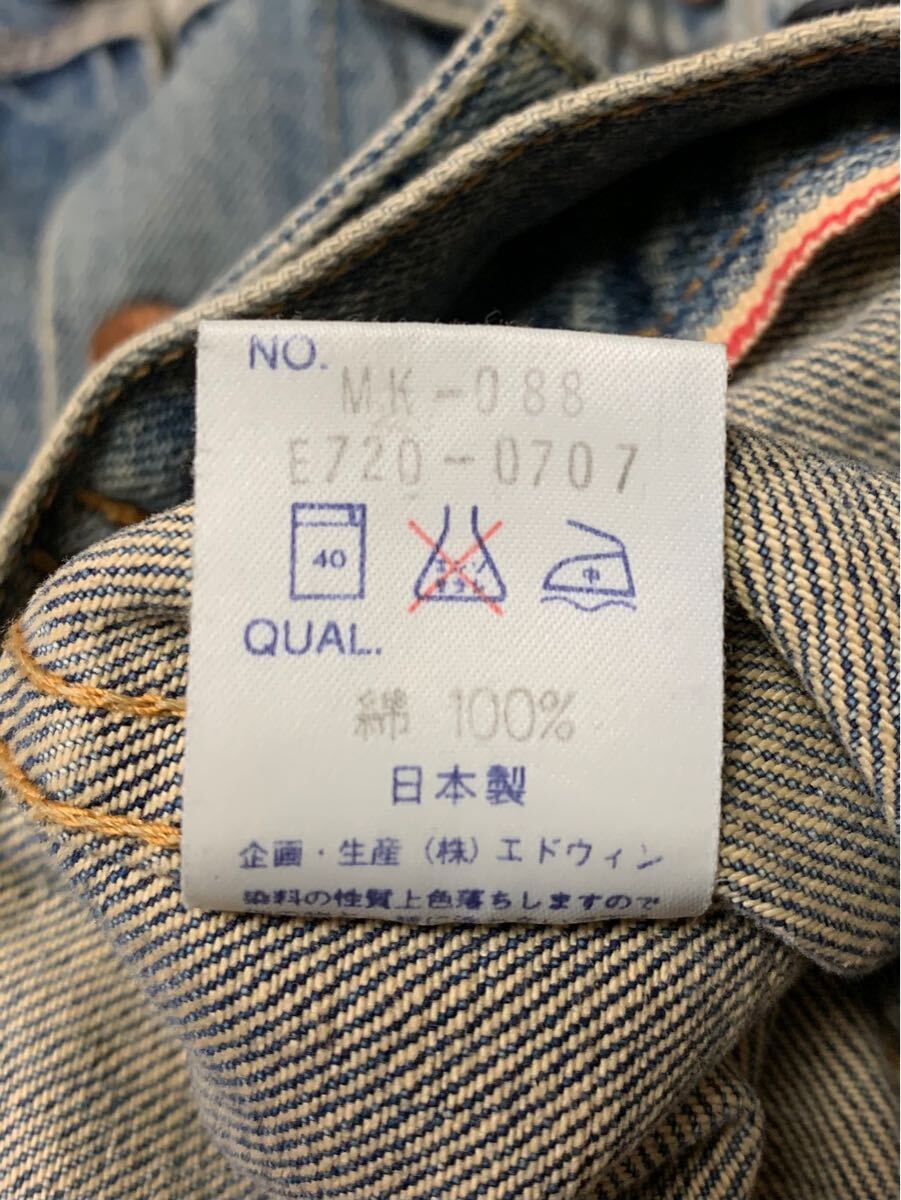 NO.
MK-088
E720-0707
40
中
QUAL.
綿 100%
日本製
企画・生産 (株) エドウィン
染料の性質上色落ちしますので